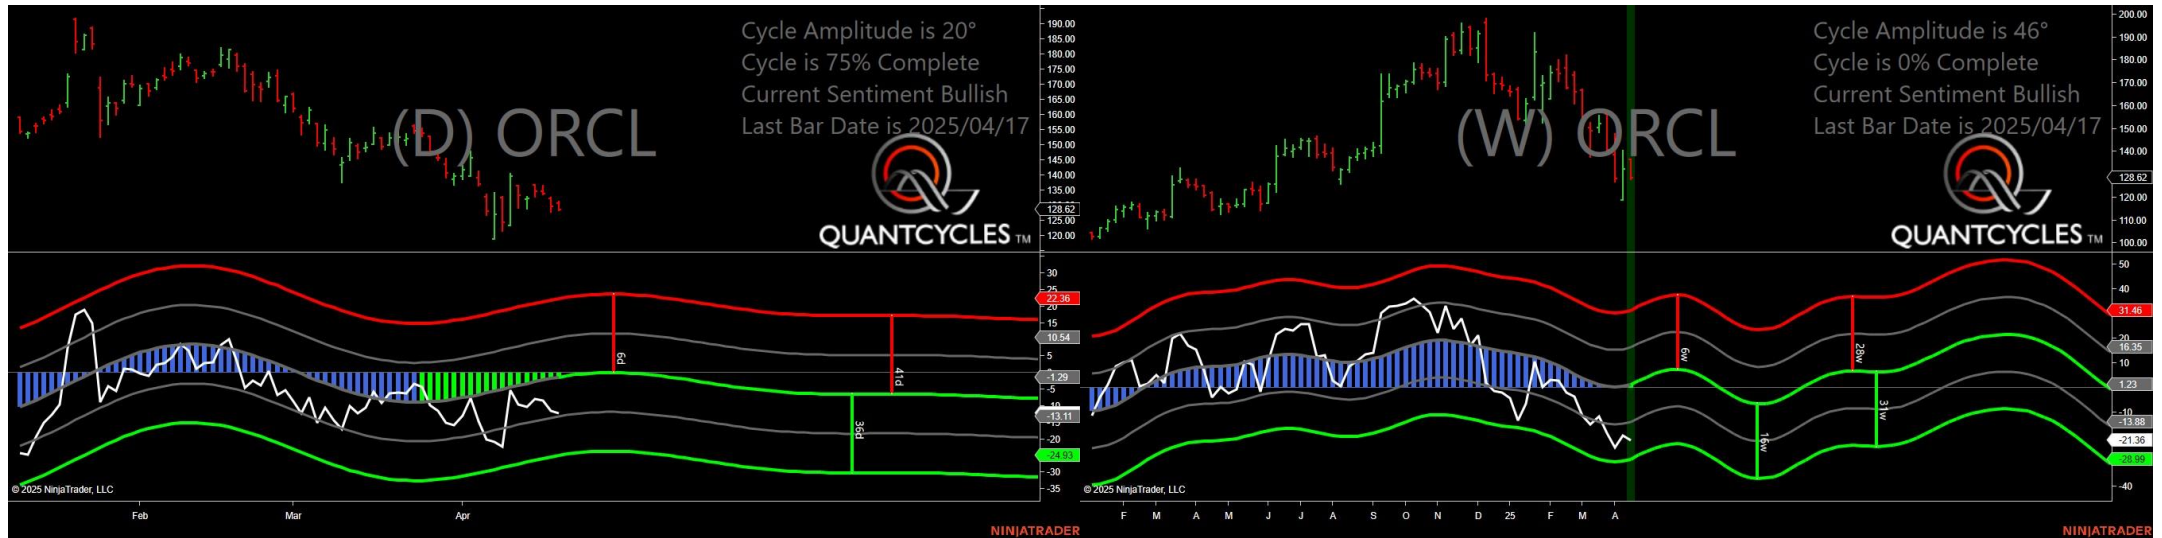 Cycle Amplitude is 20°
Cycle is 75% Complete
Current Sentiment Bullish
Last Bar Date is 2025/04/17
(D) ORCL
QUANTCYCLES TM
190.00
185.00
180.00
175.00
170.00
165.00
160.00
155.00
150.00
145.00
140.00
135.00
128.62
125.00
120.00
30
25
22.36
20
15
10.54
5
-1.29
-5
-13.11
-20
-24.93
-30
-35
6d
41d
36d
© 2025 NinjaTrader, LLC
Feb
Mar
Apr
NINJATRADER
Cycle Amplitude is 46°
Cycle is 0% Complete
Current Sentiment Bullish
Last Bar Date is 2025/04/17
(W) ORCL
QUANTCYCLES TM
200.00
190.00
180.00
170.00
160.00
150.00
140.00
128.62
120.00
110.00
100.00
50
40
31.46
20
16.35
10
1.23
-10
-13.88
-21.36
-28.99
-40
6w
28w
16w
31w
© 2025 NinjaTrader, LLC
F
M
A
M
J
J
A
S
O
N
D
25
F
M
A
NINJATRADER